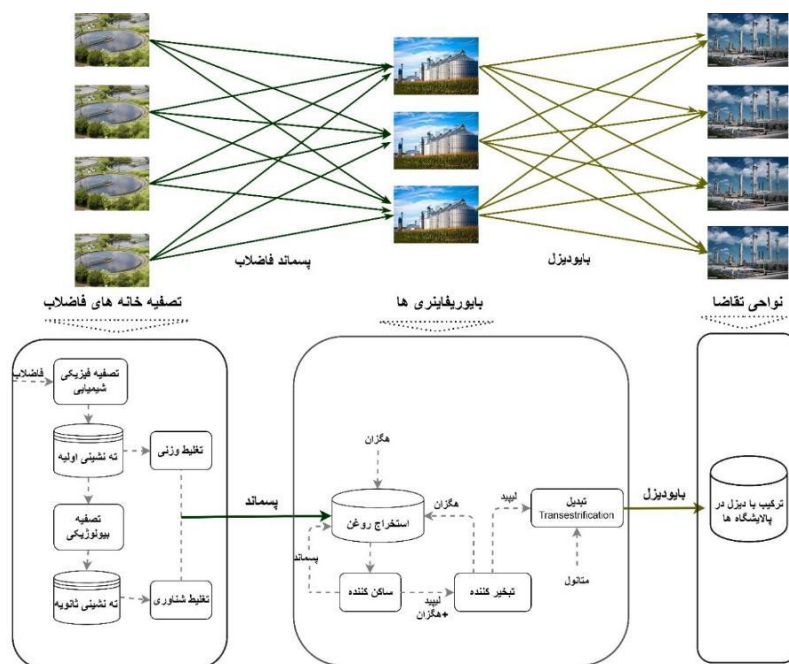 پسماند فاضلاب
بایودیزل
تصفیه خانه های فاضلاب
بایوریفاینری ها
نواحی تقاضا
فاضلاب
تصفیه فیزیکی
شیمیایی
ته نشینی اولیه
تغلیظ وزنی
تصفیه
بیولوژیکی
ته نشینی ثانویه
تغلیظ شناوری
پسماند
هگزان
استخراج روغن
هگزان
پسماند
ساکن کننده
لیپید
+هگزان
تبخیر کننده
لیپید
تبدیل
Transestrification
متانول
بایودیزل
ترکیب با دیزل در
پالایشگاه ها